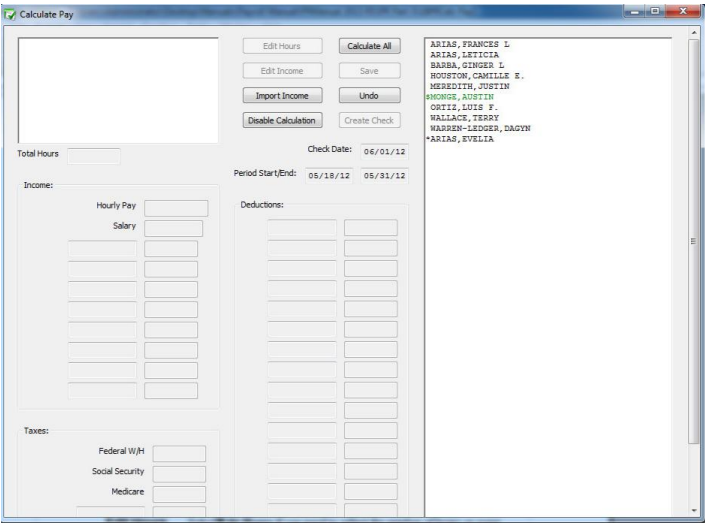 Calculate Pay
Edit Hours
Calculate All
Edit Income
Save
Import Income
Undo
Disable Calculation
Create Check
Total Hours
Check Date: 06/01/12
Period Start/End: 05/18/12 05/31/12
Income:
Hourly Pay
Salary
Taxes:
Federal W/H
Social Security
Medicare
Deductions:
ARIAS,FRANCES L
ARIAS,LETICIA
BARBA,GINGER L
HOUSTON,CAMILLE E.
MEREDITH,JUSTIN
$MONGE,AUSTIN
ORTIZ,LUIS F.
WALLACE,TERRY
WARREN-LEDGER,DAGYN
*ARIAS,EVELIA